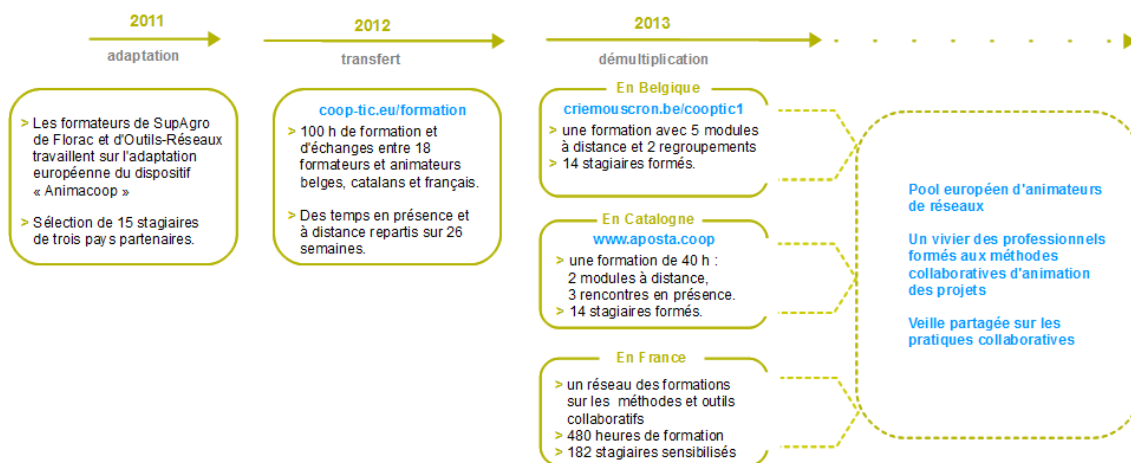 2011
adaptation
> Les formateurs de SupAgro
de Florac et d'Outils-Réseaux
travaillent sur l'adaptation
européenne du dispositif
« Animacoop »
> Sélection de 15 stagiaires
de trois pays partenaires.
2012
transfert
coop-tic.eu/formation
> 100 h de formation et
d'échanges entre 18
formateurs et animateurs
belges, catalans et français.
> Des temps en présence et
à distance repartis sur 26
semaines.
2013
démultiplication
En Belgique
criemouscron.be/cooptic1
> une formation avec 5 modules
à distance et 2 regroupements
> 14 stagiaires formés.
En Catalogne
www.aposta.coop
> une formation de 40 h :
2 modules à distance,
3 rencontres en présence.
> 14 stagiaires formés.
En France
> un réseau des formations
sur les méthodes et outils
collaboratifs
> 480 heures de formation
> 182 stagiaires sensibilisés
Pool européen d'animateurs
de réseaux
Un vivier des professionnels
formés aux méthodes
collaboratives d'animation
des projets
Veille partagée sur les
pratiques collaboratives